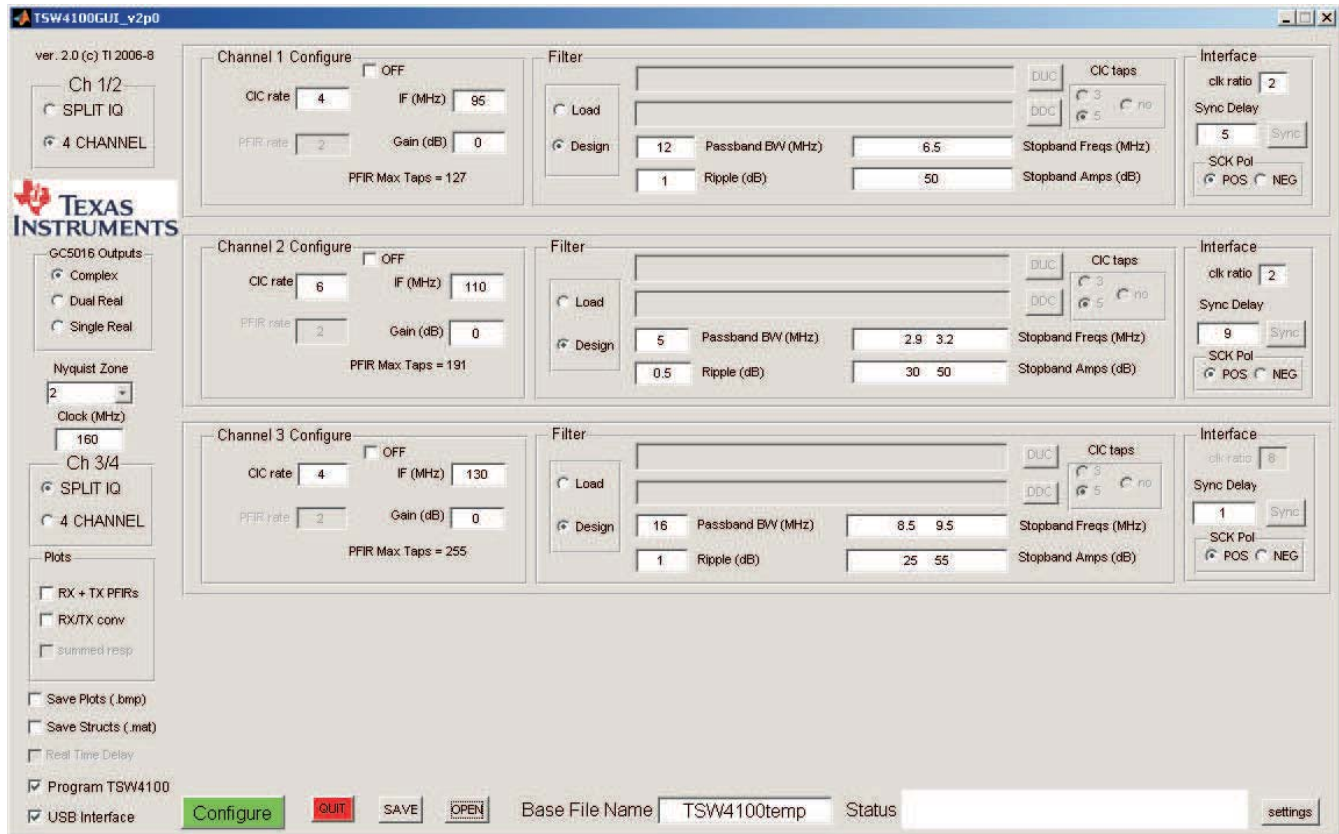 TSW4100GUI_v2p0
ver. 2.0 (c) TI 2006-8
Ch 1/2
SPLIT IQ
4 CHANNEL
TEXAS
INSTRUMENTS
GC5016 Outputs
Complex
Dual Real
Single Real
Nyquist Zone
2
Clock (MHz)
160
Ch 3/4
SPLIT IQ
4 CHANNEL
Plots
RX + TX PFIRs
RX/TX conv
summed resp
Save Plots (.bmp)
Save Structs (.mat)
Real Time Delay
Program TSW4100
USB Interface
Channel 1 Configure
OFF
CIC rate 4 IF (MHz) 95
PFIR rate 2 Gain (dB) 0
PFIR Max Taps = 127
Filter
Load
Design
DUC
DDC
CIC taps
3
5
no
12 Passband BW (MHz) 6.5 Stopband Freqs (MHz)
1 Ripple (dB) 50 Stopband Amps (dB)
Interface
clk ratio 2
Sync Delay
5 Sync
SCK Pol
POS NEG
Channel 2 Configure
OFF
CIC rate 6 IF (MHz) 110
PFIR rate 2 Gain (dB) 0
PFIR Max Taps = 191
Filter
Load
Design
DUC
DDC
CIC taps
3
5
no
5 Passband BW (MHz) 2.9 3.2 Stopband Freqs (MHz)
0.5 Ripple (dB) 30 50 Stopband Amps (dB)
Interface
clk ratio 2
Sync Delay
9 Sync
SCK Pol
POS NEG
Channel 3 Configure
OFF
CIC rate 4 IF (MHz) 130
PFIR rate 2 Gain (dB) 0
PFIR Max Taps = 255
Filter
Load
Design
DUC
DDC
CIC taps
3
5
no
16 Passband BW (MHz) 8.5 9.5 Stopband Freqs (MHz)
1 Ripple (dB) 25 55 Stopband Amps (dB)
Interface
clk ratio 8
Sync Delay
1 Sync
SCK Pol
POS NEG
Configure QUIT SAVE OPEN Base File Name TSW4100temp Status settings